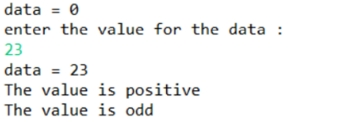 data = 0
enter the value for the data :
23
data = 23
The value is positive
The value is odd